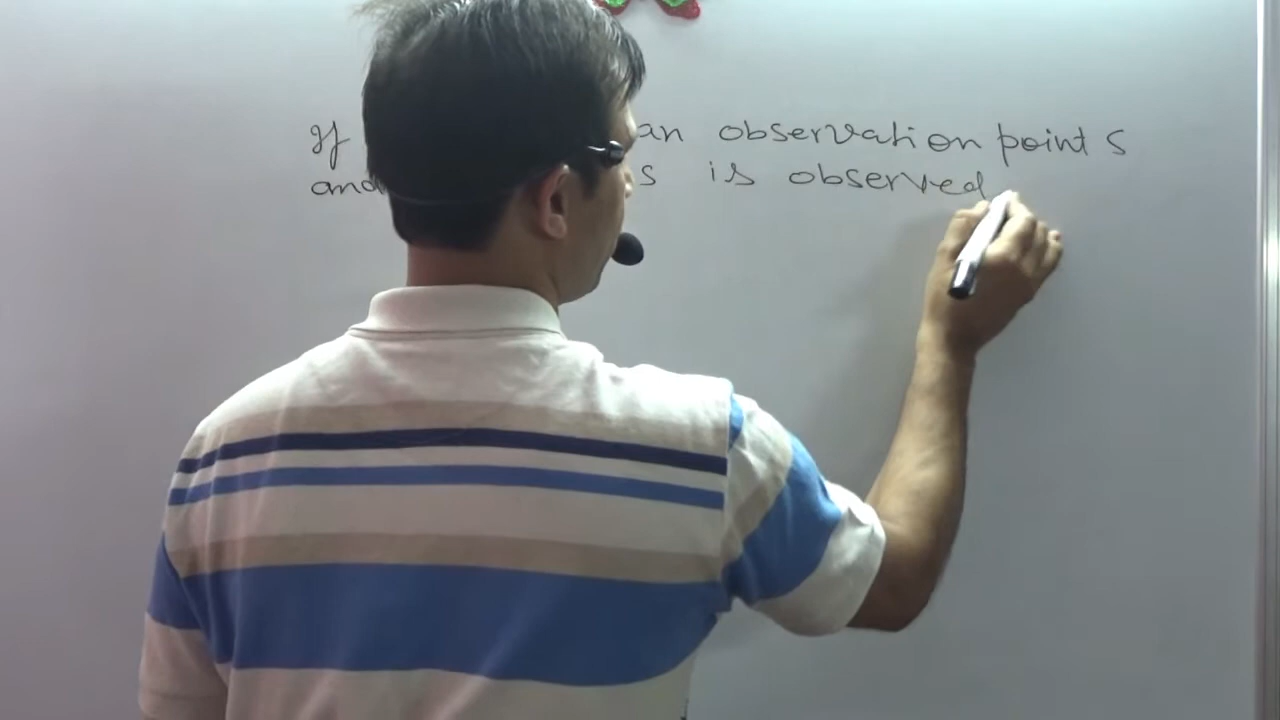 If an observation point S
and S is observed